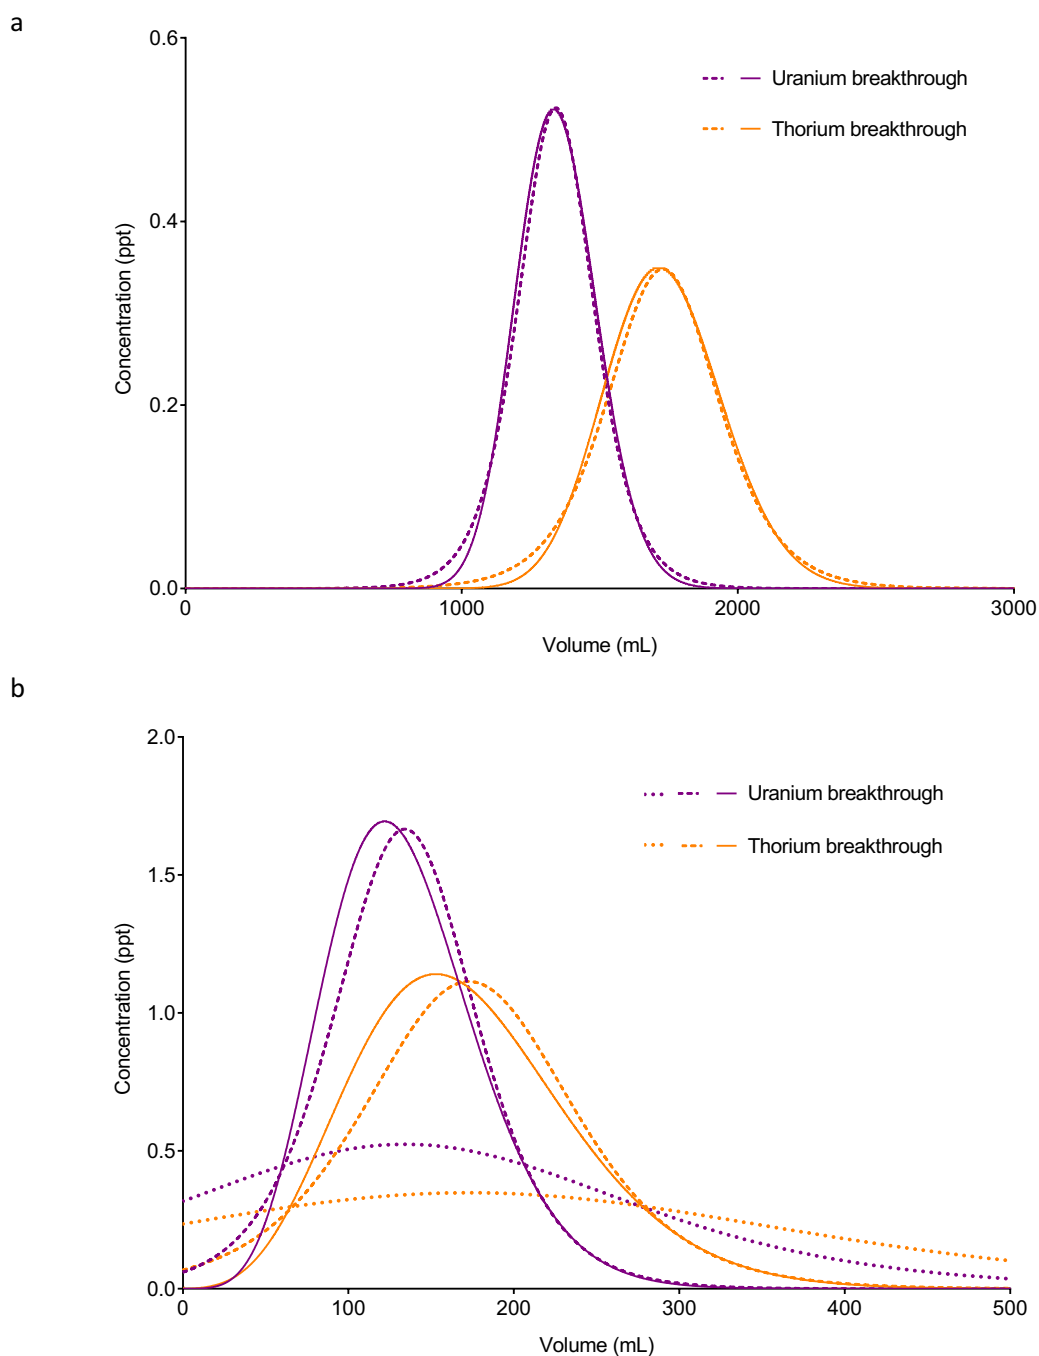 a
0.6
Uranium breakthrough
Thorium breakthrough
0.4
Concentration (ppt)
0.2
0.0
0
1000
2000
3000
Volume (mL)
b
2.0
Uranium breakthrough
Thorium breakthrough
1.5
Concentration (ppt)
1.0
0.5
0.0
0
100
200
300
400
500
Volume (mL)